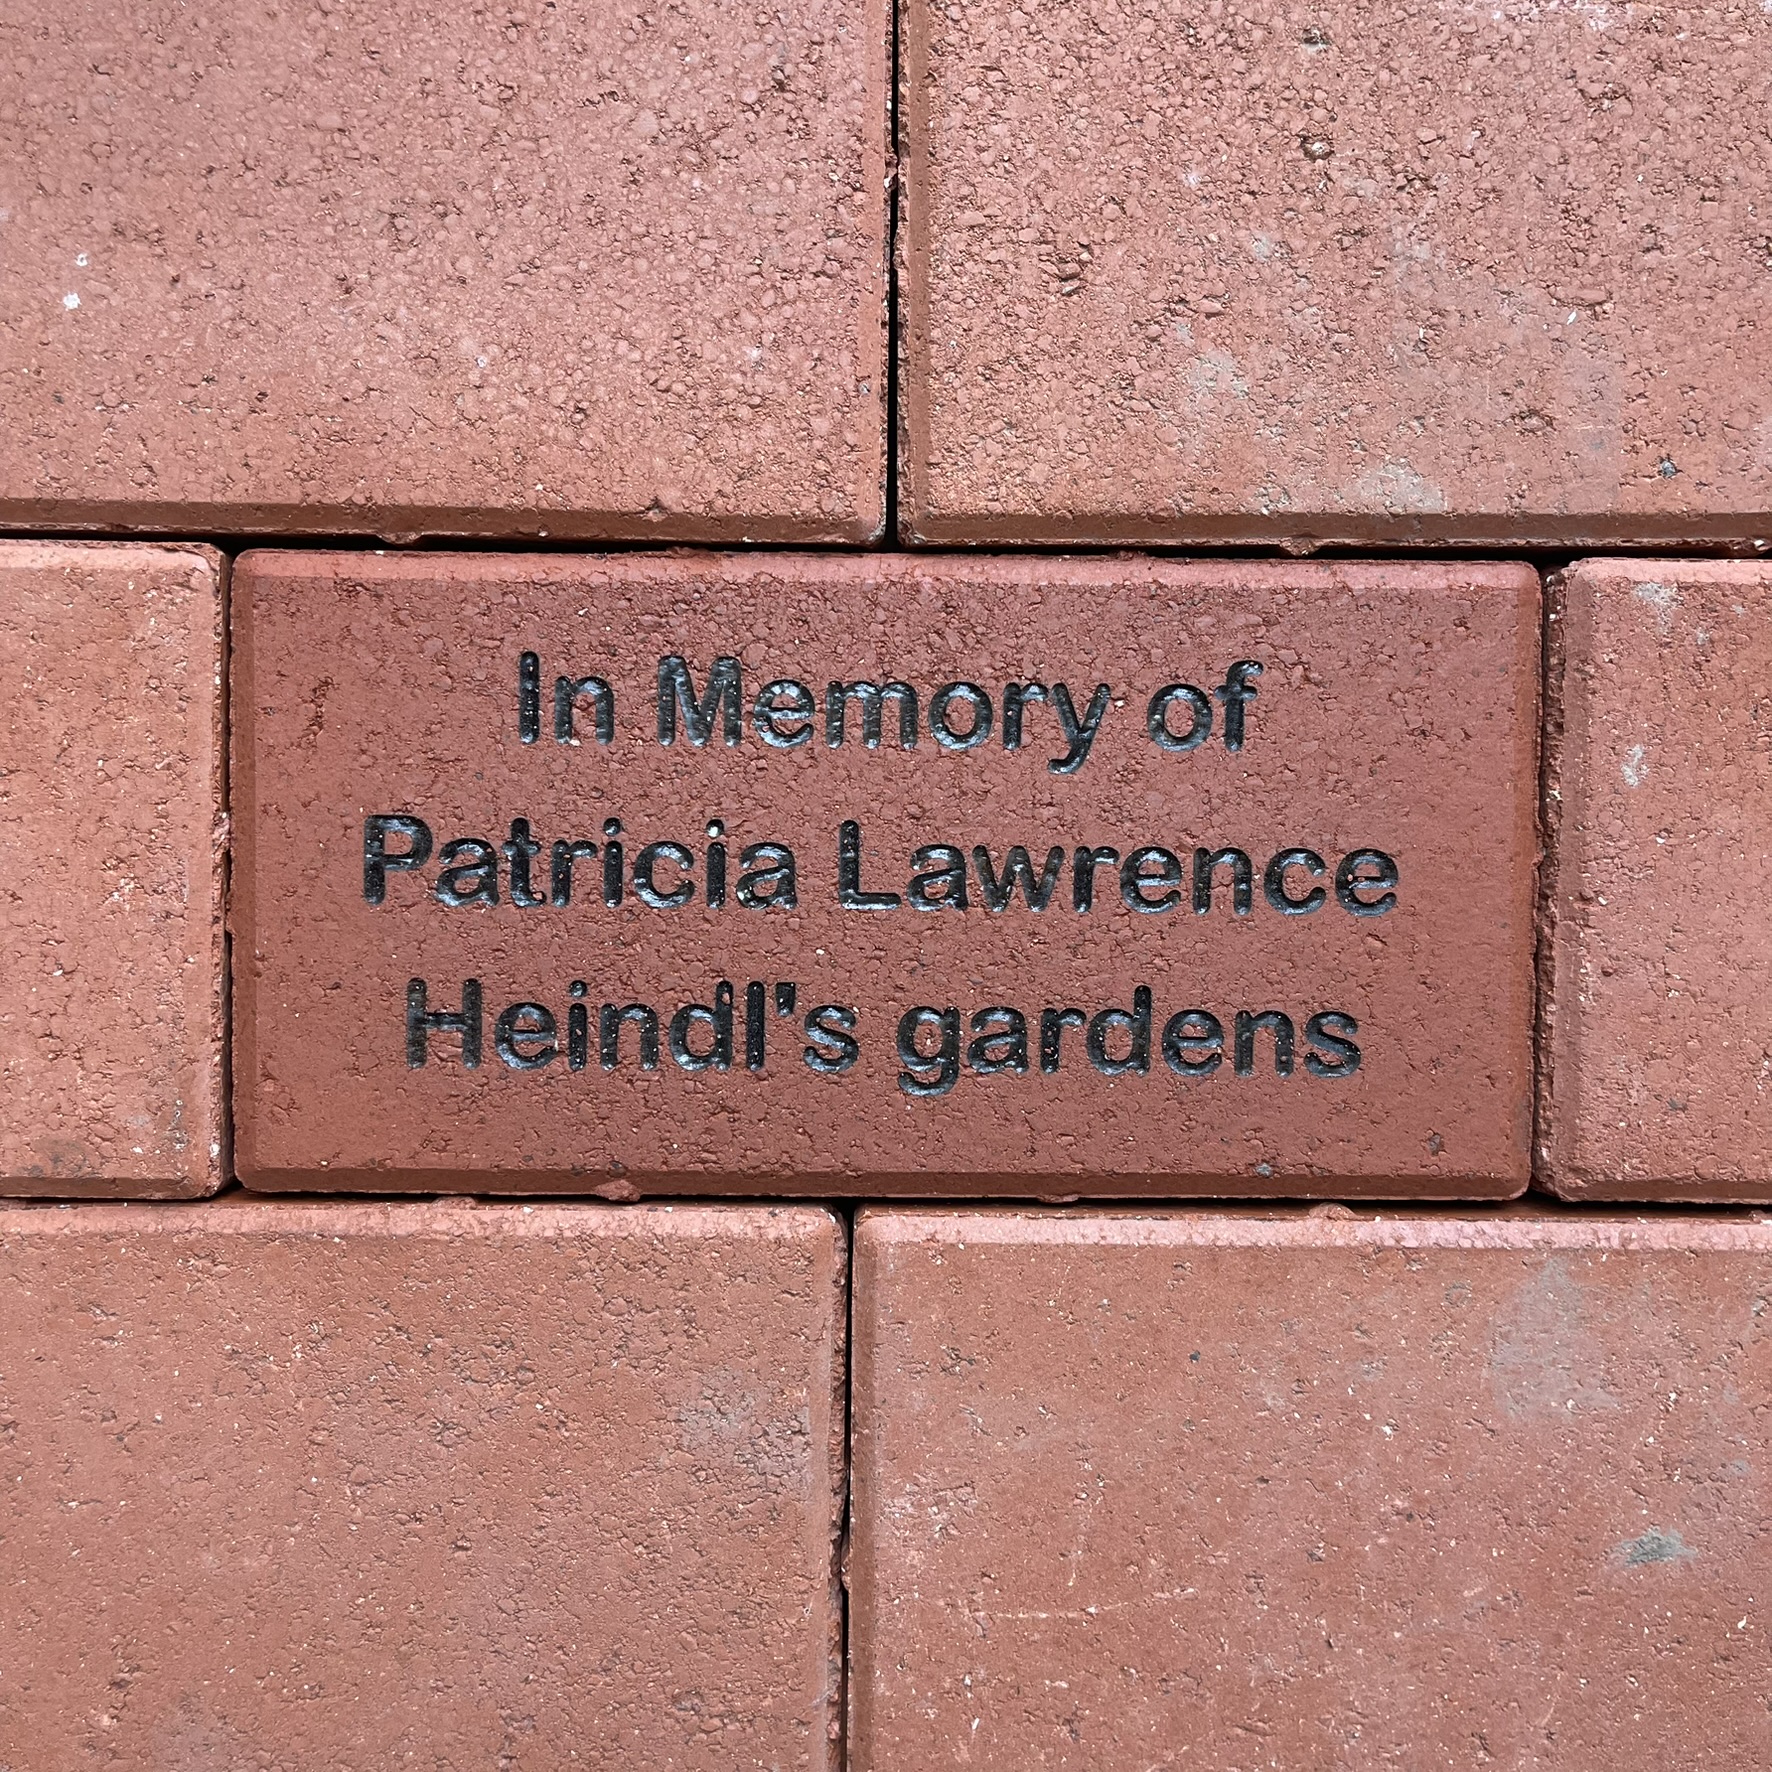 In Memory of
Patricia Lawrence
Heindl's gardens